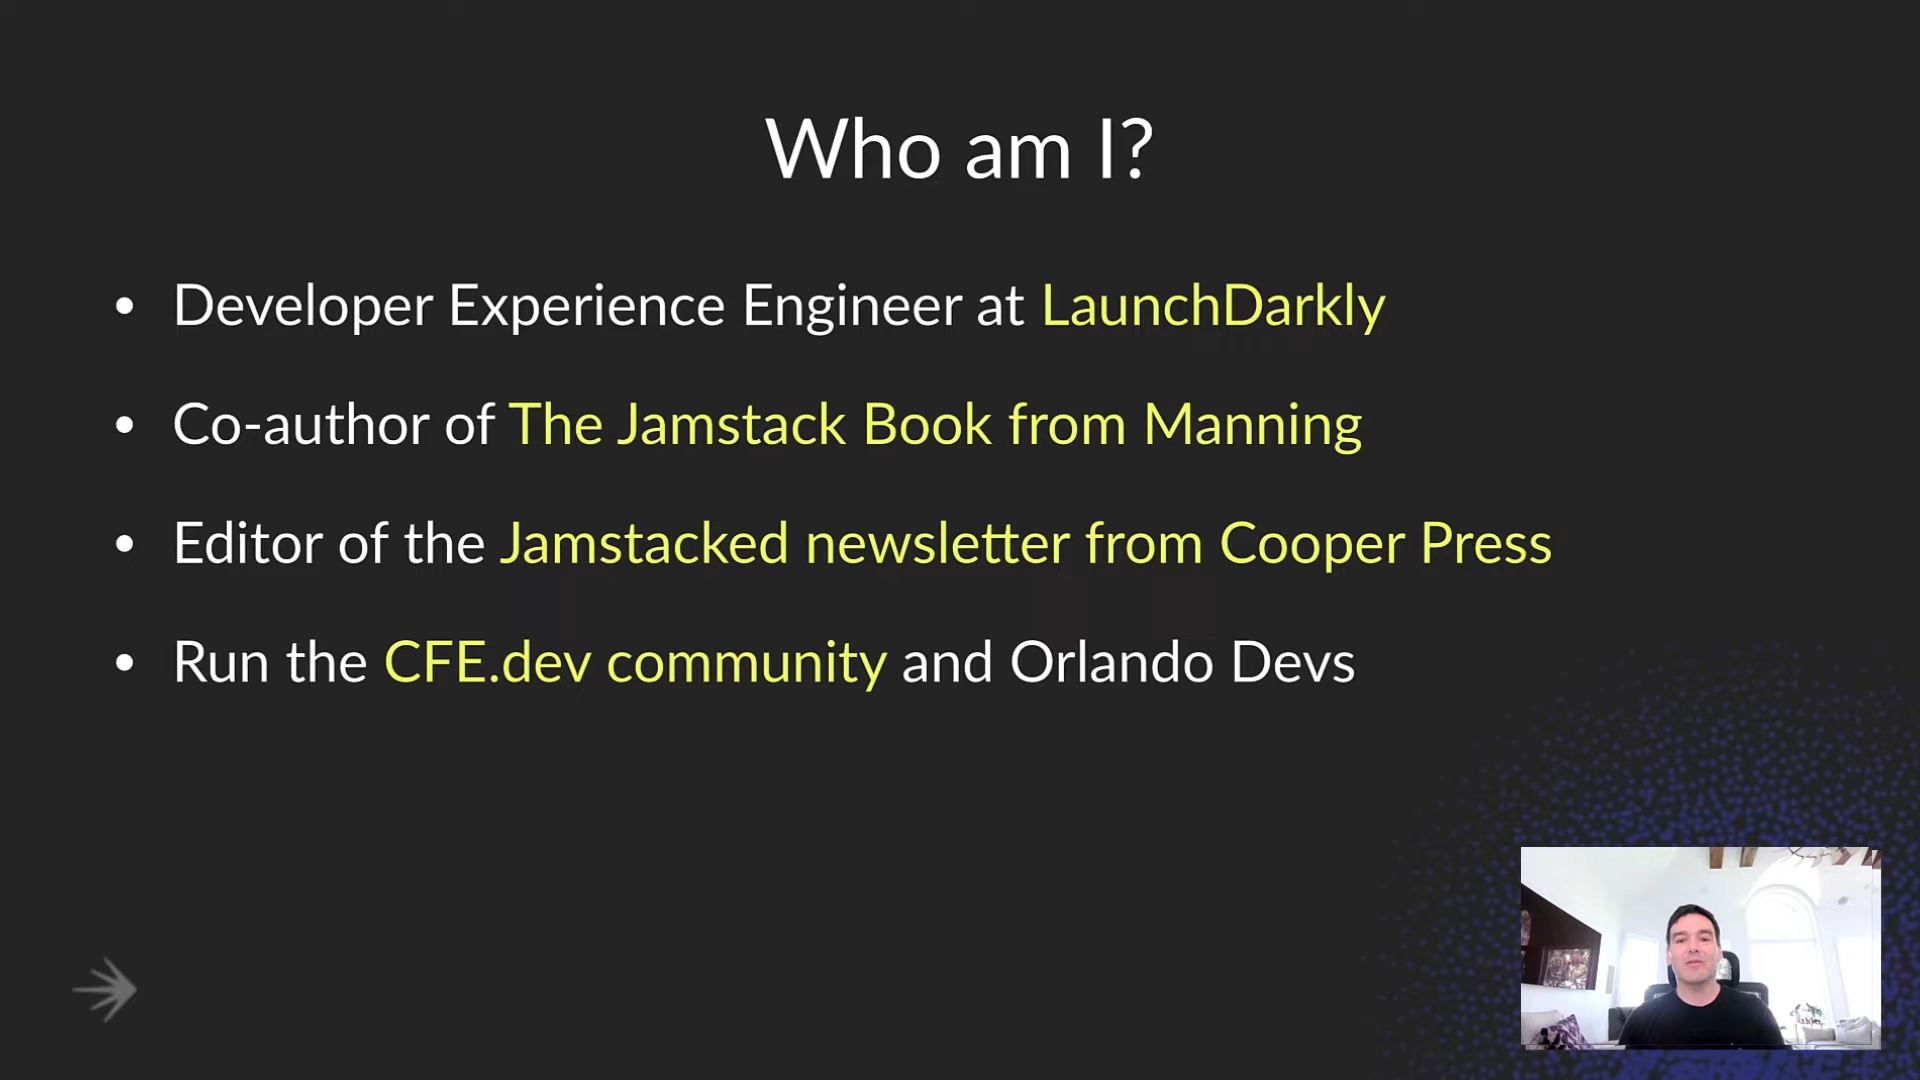 Who am I?
• Developer Experience Engineer at LaunchDarkly
• Co-author of The Jamstack Book from Manning
• Editor of the Jamstacked newsletter from Cooper Press
• Run the CFE.dev community and Orlando Devs